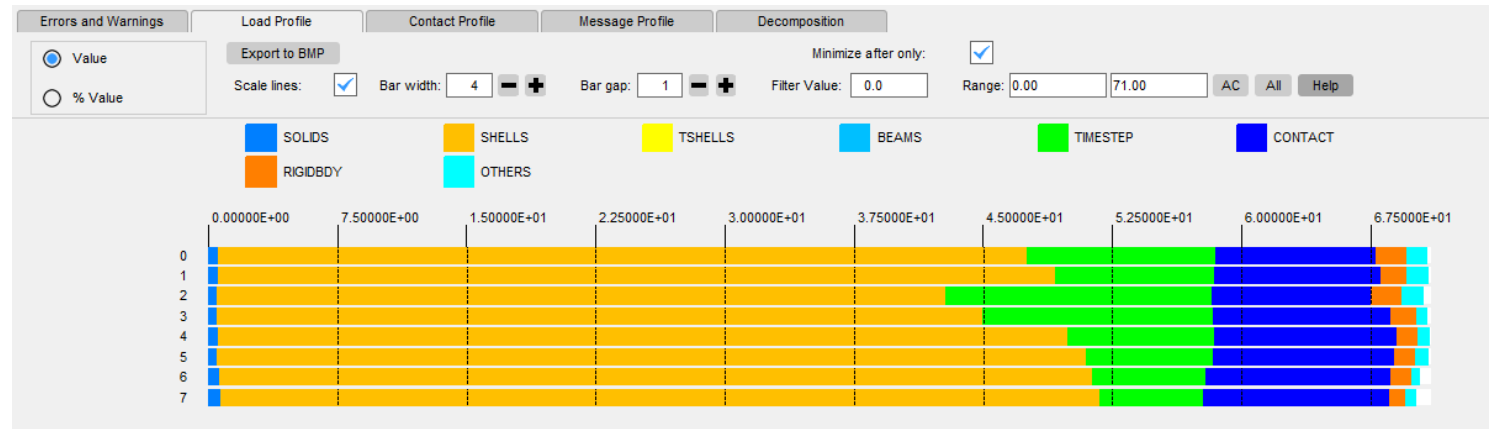 Errors and Warnings Load Profile Contact Profile Message Profile Decomposition
Value Export to BMP Minimize after only:
% Value Scale lines: Bar width: 4 Bar gap: 1 Filter Value: 0.0 Range: 0.00 71.00 AC All Help
SOLIDS SHELLS TSHELLS BEAMS TIMESTEP CONTACT
RIGIDBDY OTHERS
0.00000E+00 7.50000E+00 1.50000E+01 2.25000E+01 3.00000E+01 3.75000E+01 4.50000E+01 5.25000E+01 6.00000E+01 6.75000E+01
0
1
2
3
4
5
6
7